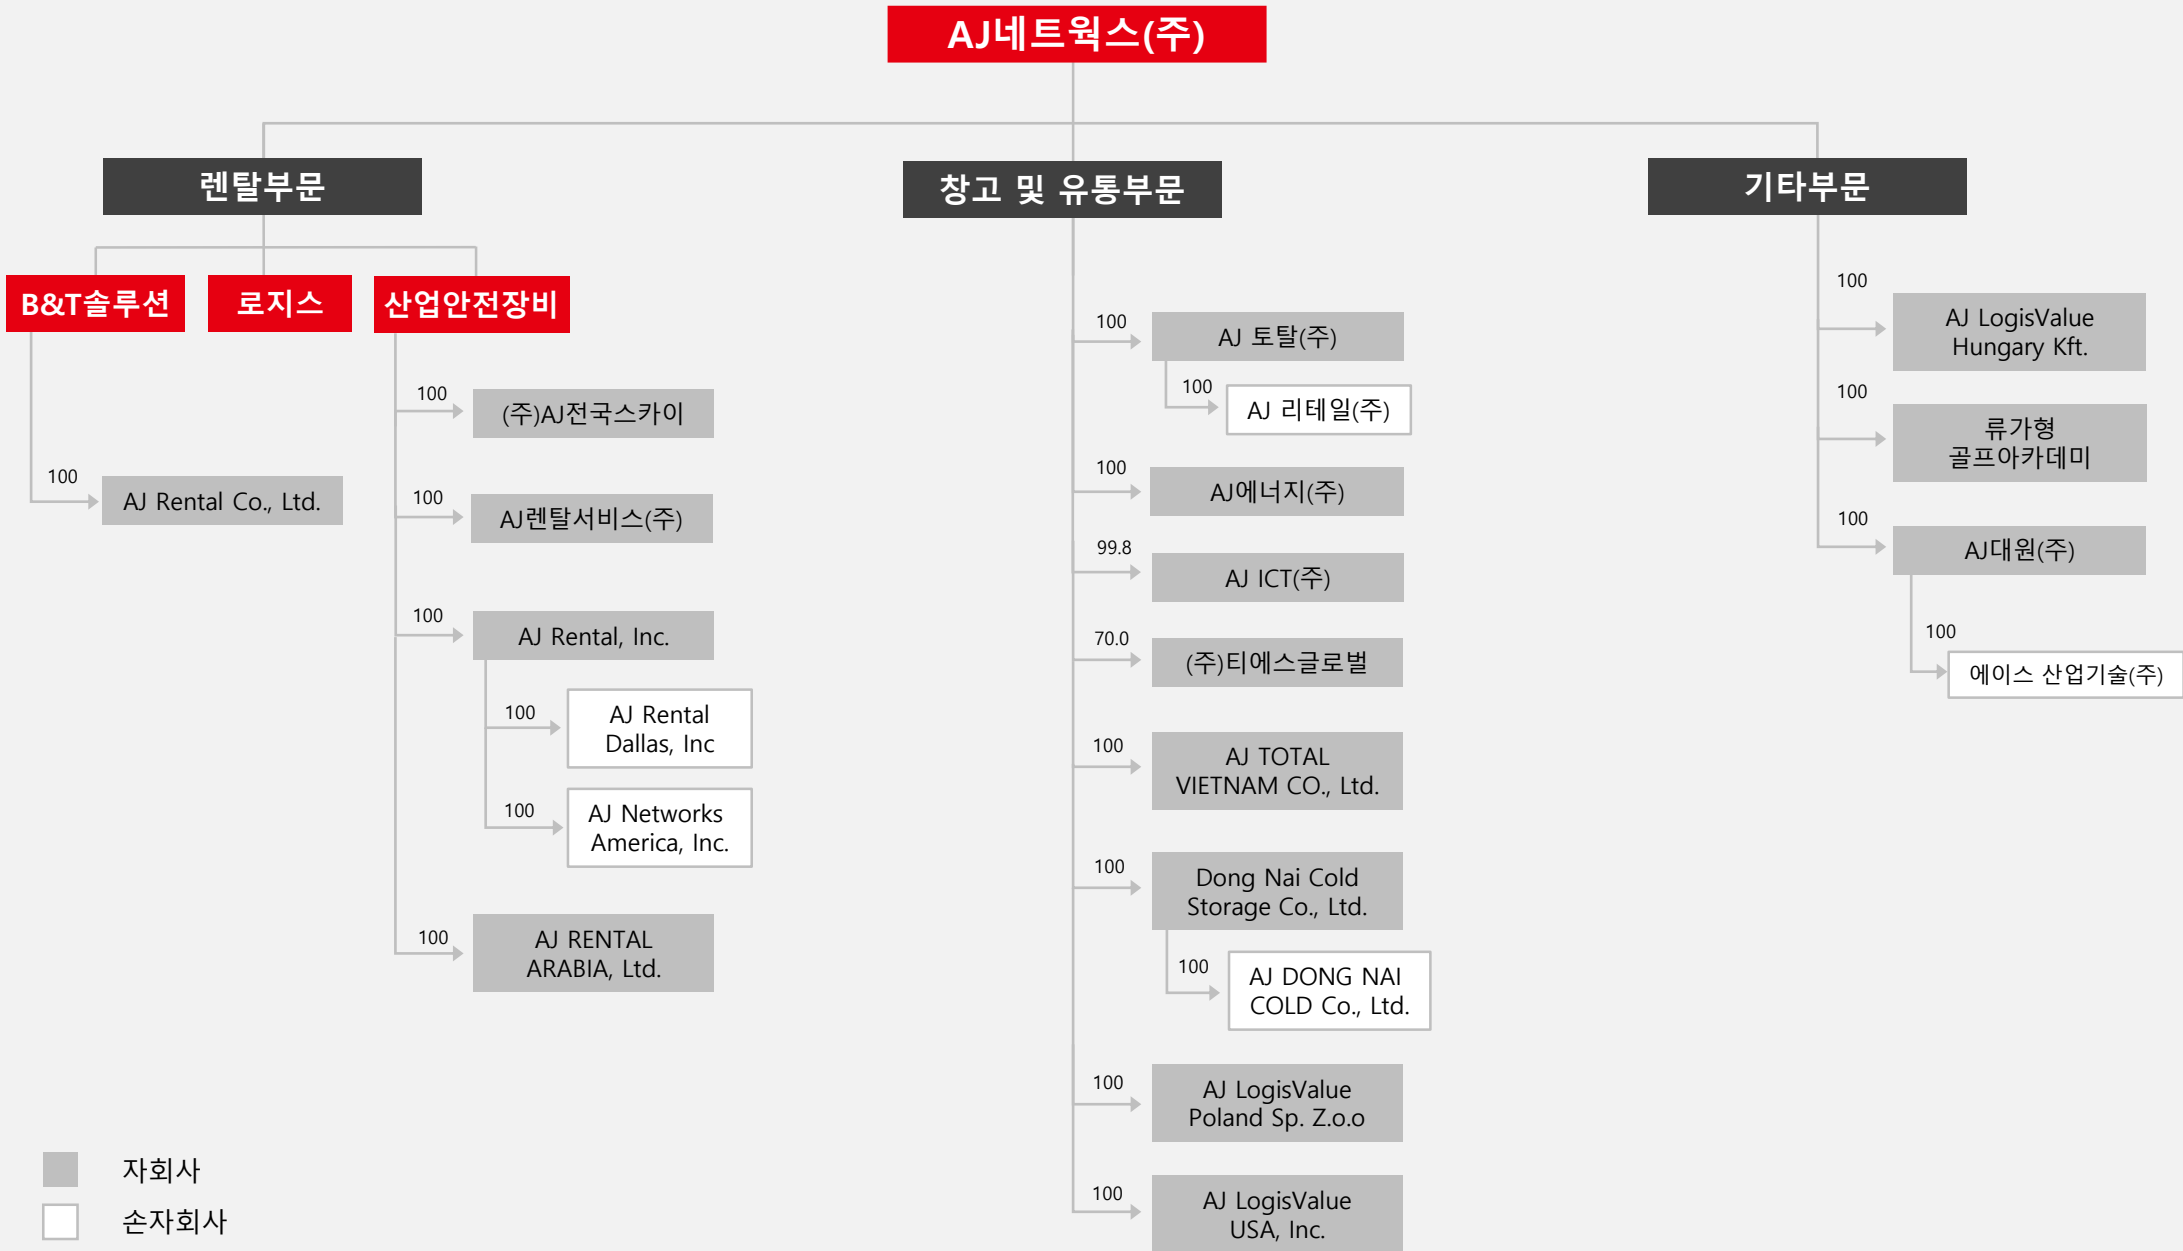 AJ네트웍스(주)
렌탈부문
B&T솔루션
로지스
산업안전장비
100
AJ Rental Co., Ltd.
100
(주)AJ전국스카이
100
AJ렌탈서비스(주)
100
AJ Rental, Inc.
100
AJ Rental
Dallas, Inc
100
AJ Networks
America, Inc.
100
AJ RENTAL
ARABIA, Ltd.
창고 및 유통부문
100
AJ 토탈(주)
100
AJ 리테일(주)
100
AJ에너지(주)
99.8
AJ ICT(주)
70.0
(주)티에스글로벌
100
AJ TOTAL
VIETNAM CO., Ltd.
100
Dong Nai Cold
Storage Co., Ltd.
100
AJ DONG NAI
COLD Co., Ltd.
100
AJ LogisValue
Poland Sp. Z.o.o
100
AJ LogisValue
USA, Inc.
기타부문
100
AJ LogisValue
Hungary Kft.
100
류가형
골프아카데미
100
AJ대원(주)
100
에이스 산업기술(주)
자회사
손자회사